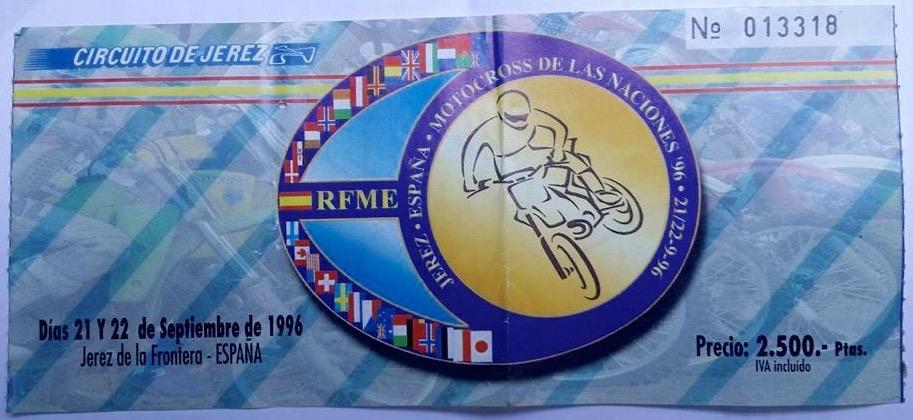 CIRCUITO DE JEREZ
Nº 013318
JEREZ • ESPAÑA • MOTOCROSS DE LAS NACIONES '96 • 21/22-9-96
RFME
Días 21 Y 22 de Septiembre de 1996
Jerez de la Frontera - ESPAÑA
Precio: 2.500.- Ptas.
IVA incluído